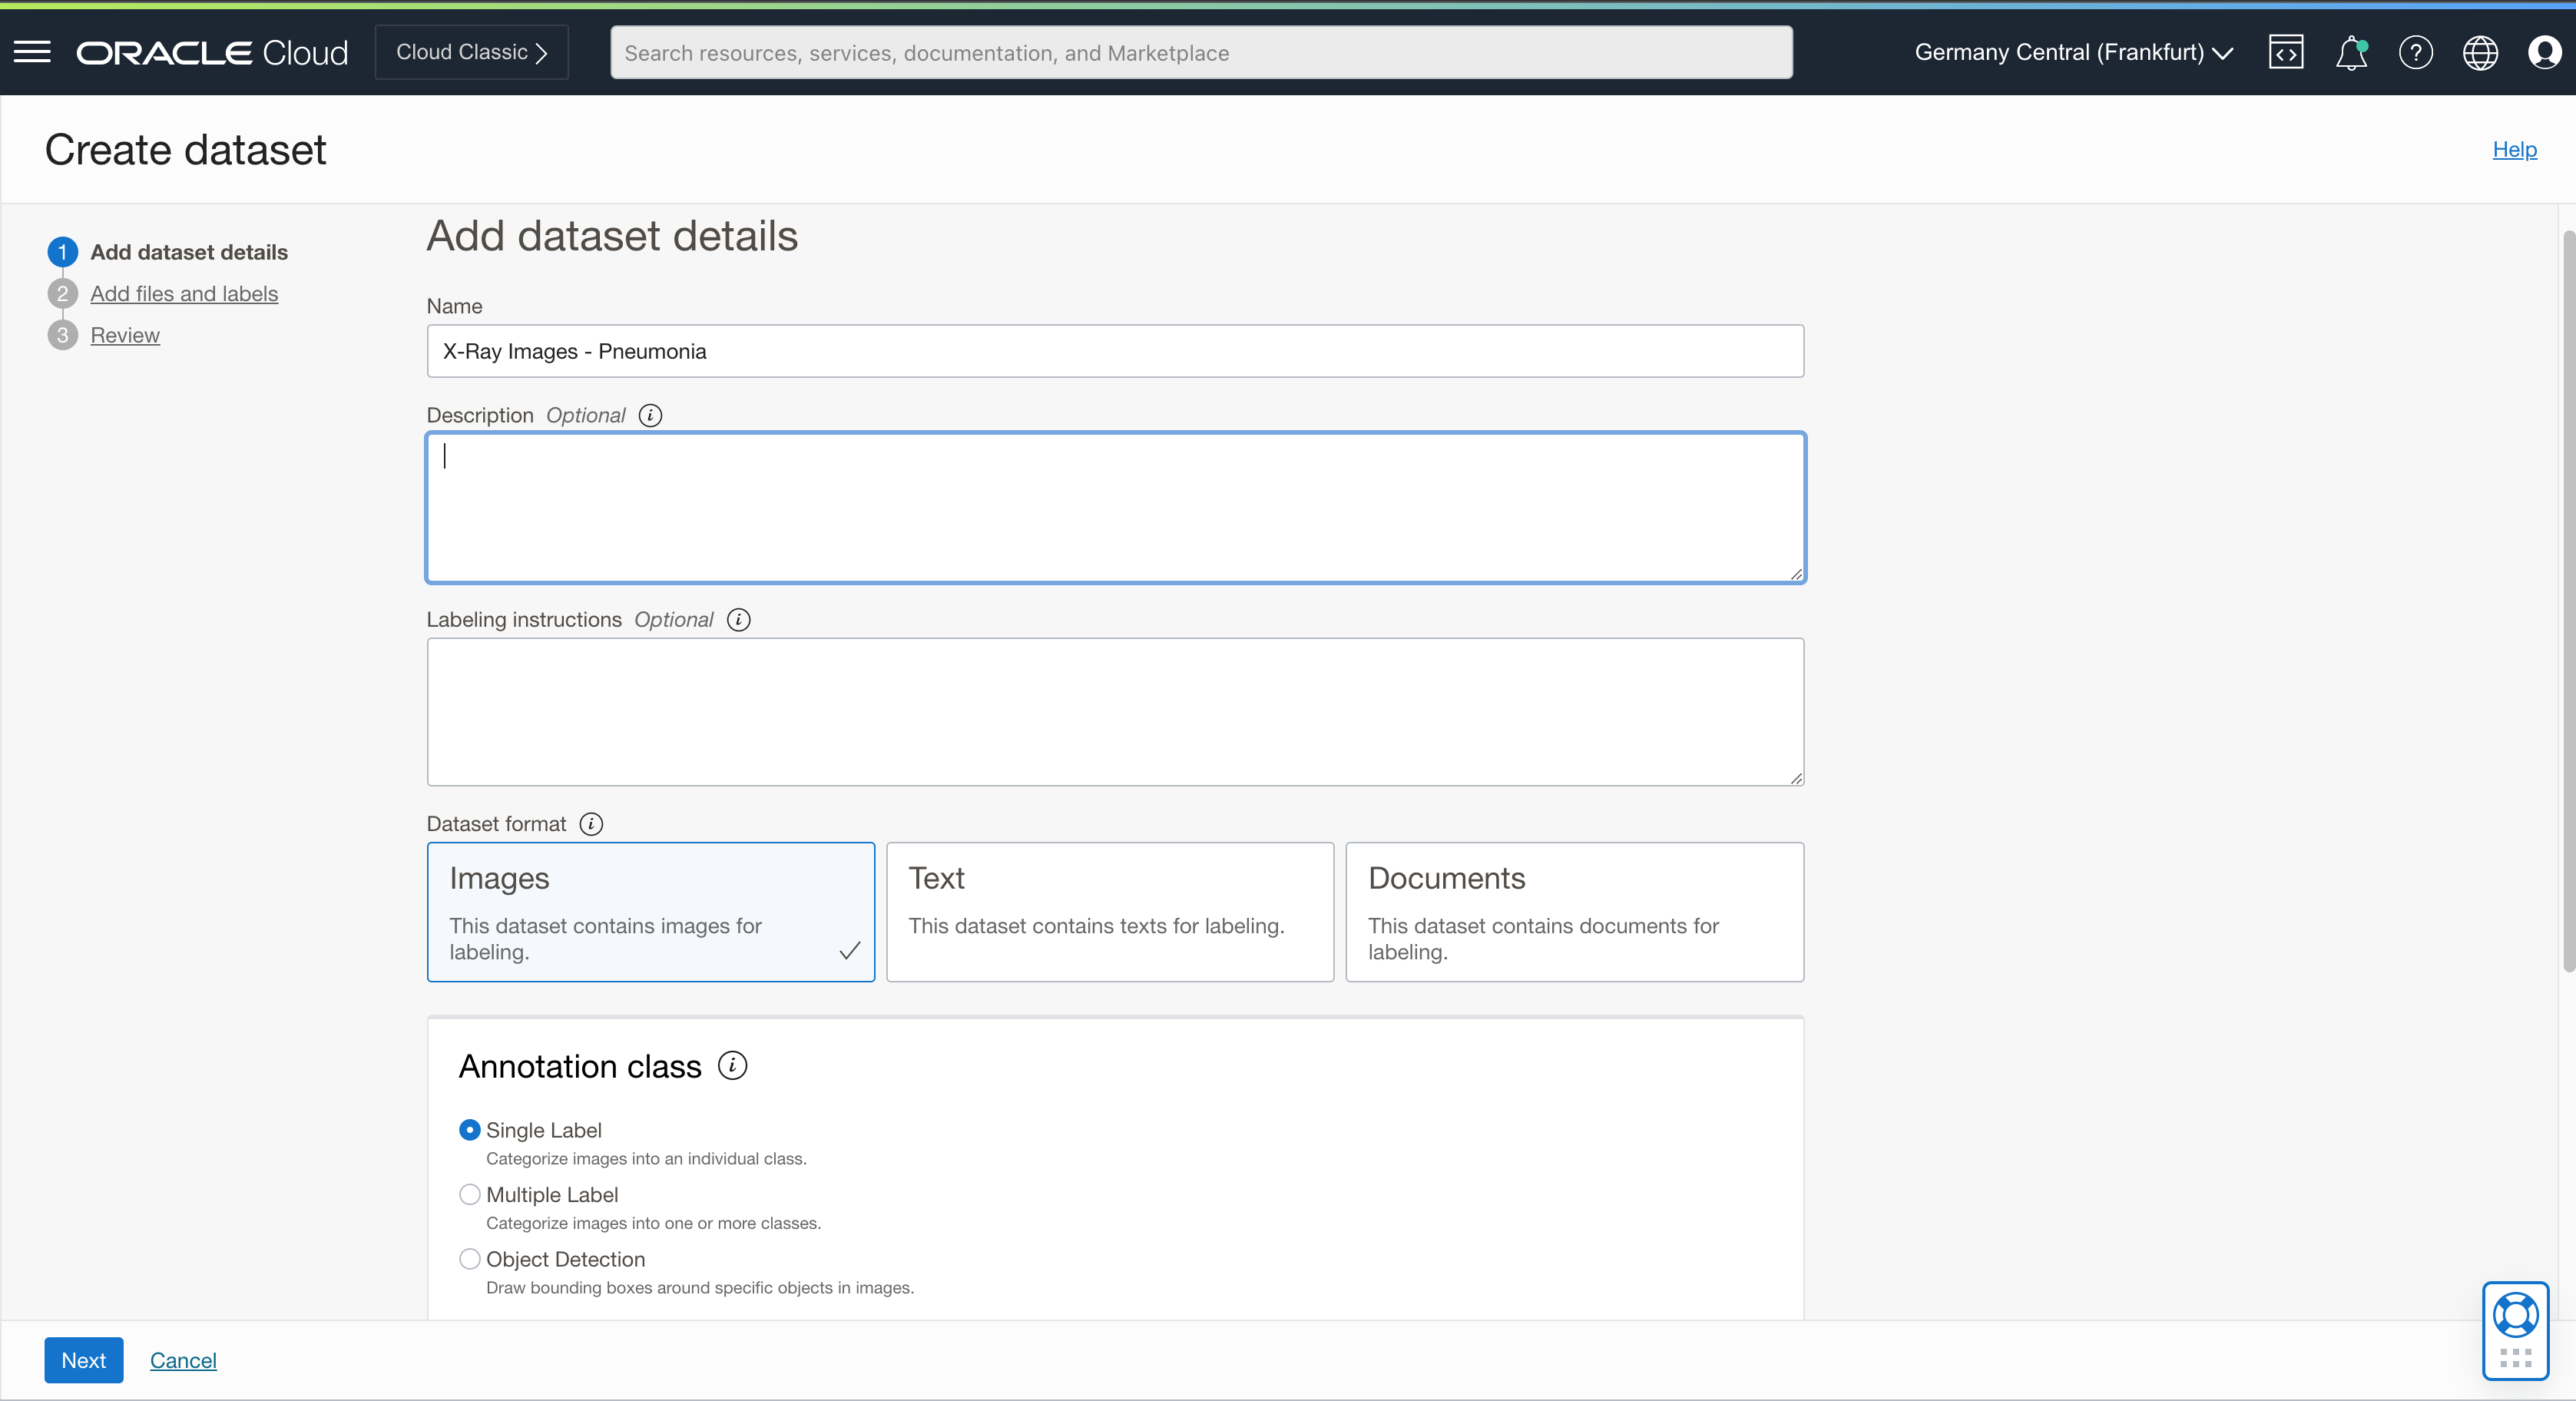 ORACLE Cloud
Cloud Classic
Search resources, services, documentation, and Marketplace
Germany Central (Frankfurt)
Create dataset
Help
1 Add dataset details
2 Add files and labels
3 Review
Add dataset details
Name
X-Ray Images - Pneumonia
Description Optional
Labeling instructions Optional
Dataset format
Images
This dataset contains images for
labeling.
Text
This dataset contains texts for labeling.
Documents
This dataset contains documents for
labeling.
Annotation class
Single Label
Categorize images into an individual class.
Multiple Label
Categorize images into one or more classes.
Object Detection
Draw bounding boxes around specific objects in images.
Next
Cancel